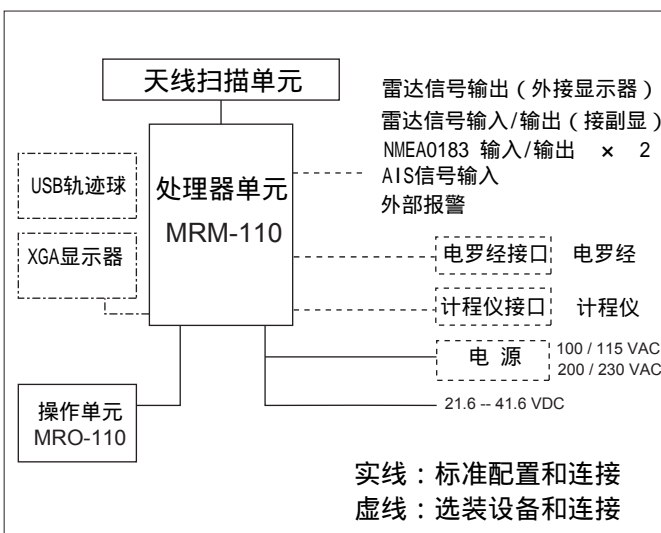 天线扫描单元
雷达信号输出（外接显示器）
雷达信号输入/输出（接副显）
NMEA0183 输入/输出 × 2
AIS信号输入
外部报警
USB轨迹球
处理器单元
MRM-110
XGA显示器
电罗经接口 电罗经
计程仪接口 计程仪
电 源 100 / 115 VAC
200 / 230 VAC
21.6 -- 41.6 VDC
操作单元
MRO-110
实线：标准配置和连接
虚线：选装设备和连接